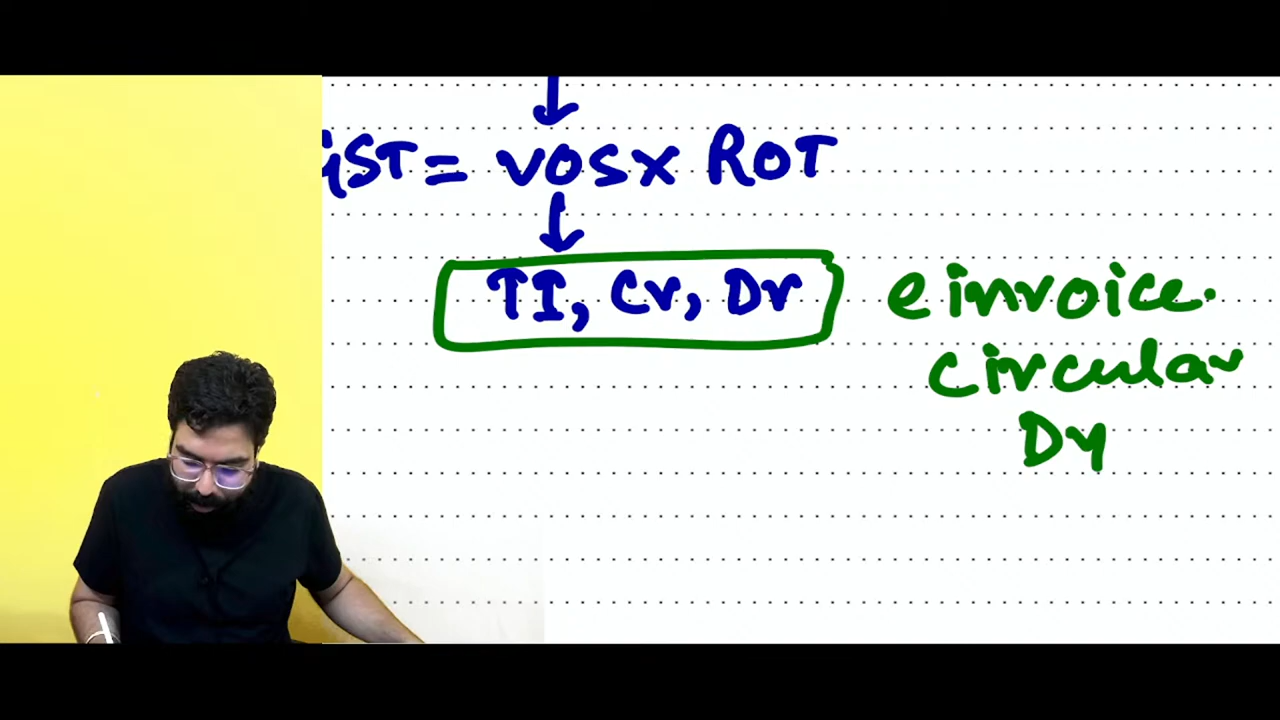 GST = VOS x ROT
TI, Cr, Dr
e invoice.
Circular
Dy